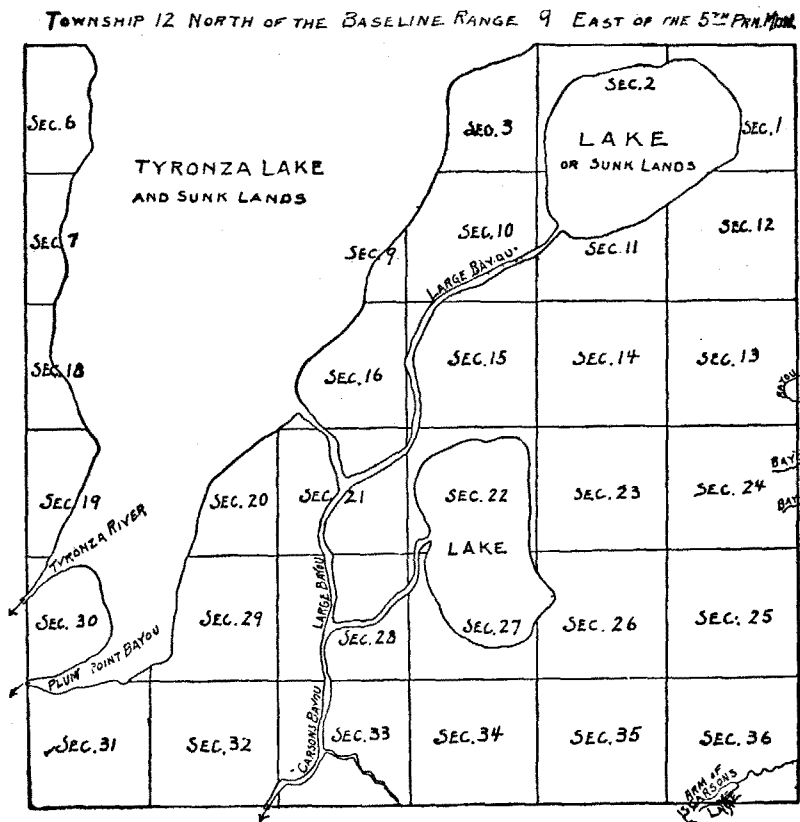 TOWNSHIP 12 NORTH OF THE BASELINE RANGE 9 EAST OF THE 5TH PRN. MDN.
SEC. 6
SEC. 3
SEC. 2
SEC. 1
LAKE
OR SUNK LANDS
TYRONZA LAKE
AND SUNK LANDS
SEC. 7
SEC. 9
SEC. 10
SEC. 11
SEC. 12
LARGE BAYOU
SEC. 18
SEC. 16
SEC. 15
SEC. 14
SEC. 13
BAYOU
SEC. 19
SEC. 20
SEC. 21
SEC. 22
SEC. 23
SEC. 24
BAY
BAY
TYRONZA RIVER
LAKE
SEC. 30
SEC. 29
LARGE BAYOU
SEC. 28
SEC. 27
SEC. 26
SEC. 25
PLUM POINT BAYOU
SEC. 31
SEC. 32
CARSONS BAYOU
SEC. 33
SEC. 34
SEC. 35
SEC. 36
ARM OF
CARSONS
LAKE